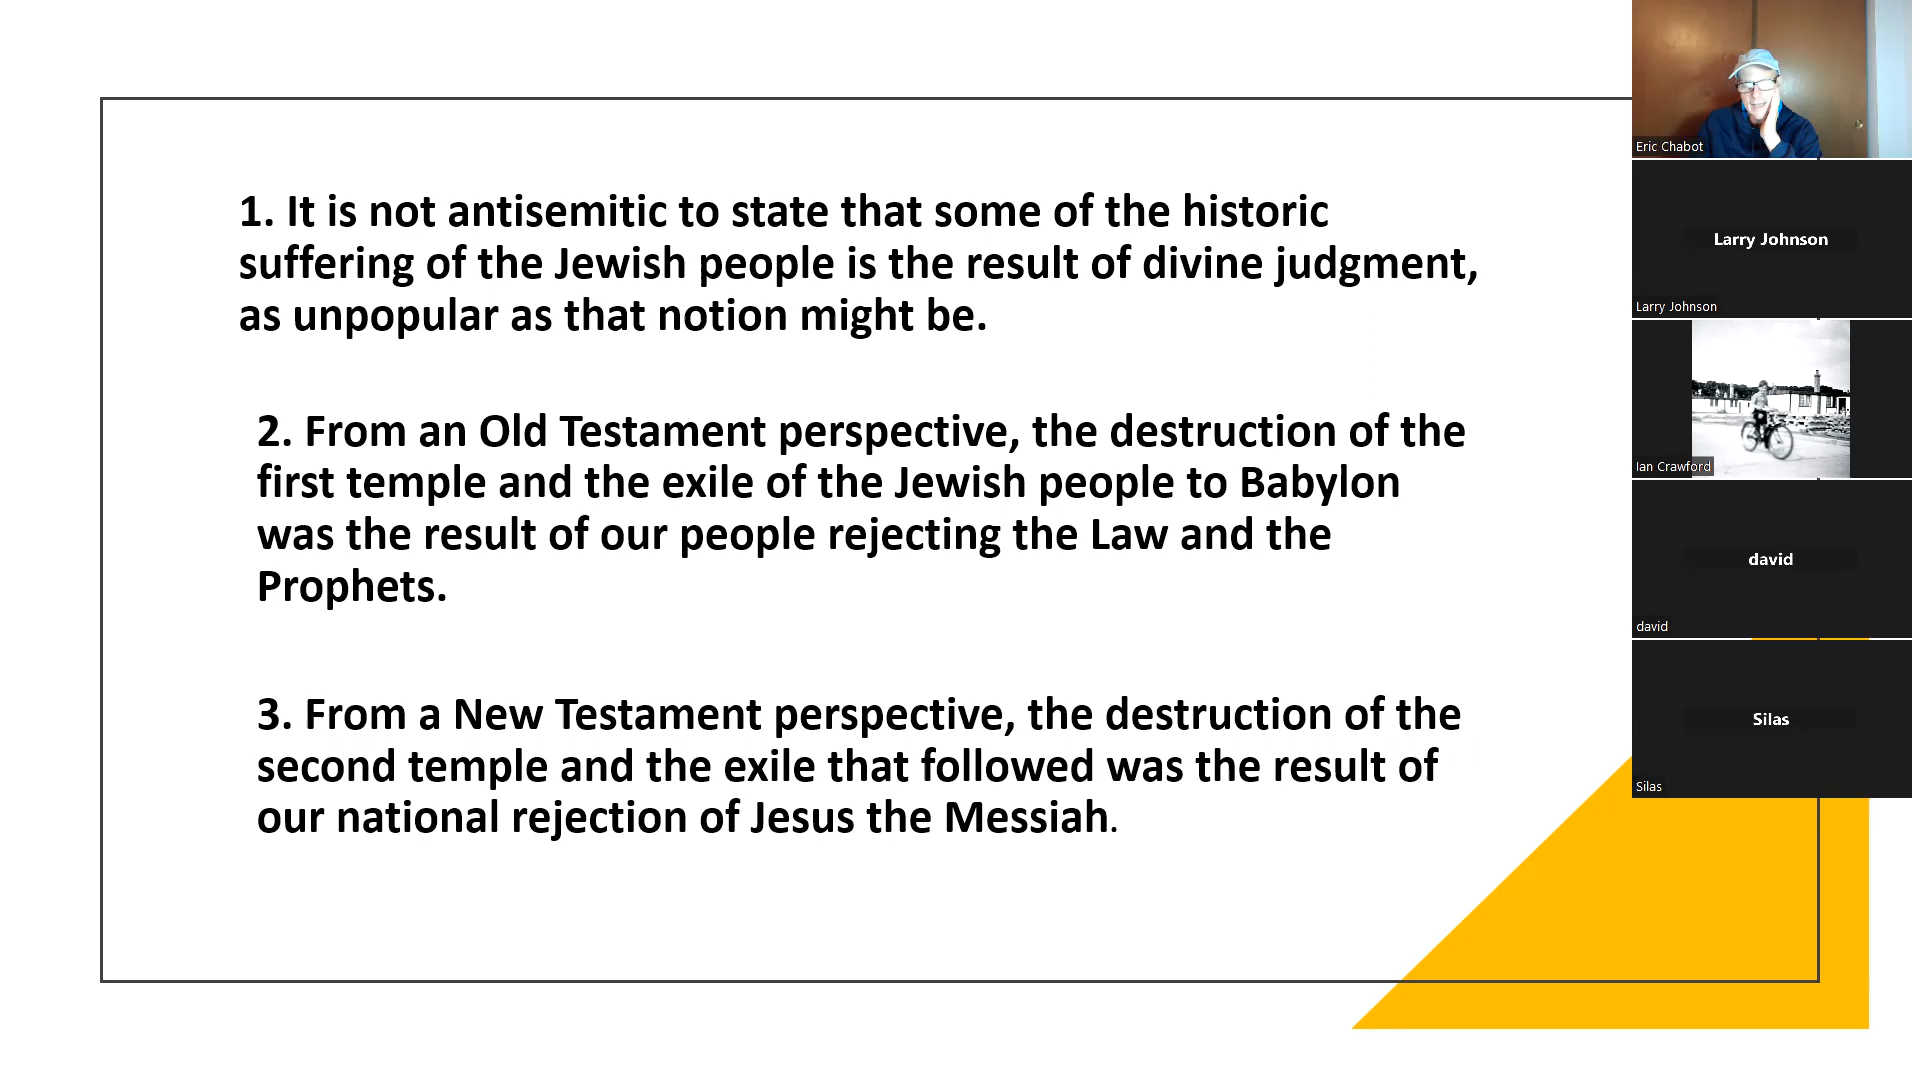 1. It is not antisemitic to state that some of the historic
suffering of the Jewish people is the result of divine judgment,
as unpopular as that notion might be.
2. From an Old Testament perspective, the destruction of the
first temple and the exile of the Jewish people to Babylon
was the result of our people rejecting the Law and the
Prophets.
3. From a New Testament perspective, the destruction of the
second temple and the exile that followed was the result of
our national rejection of Jesus the Messiah.
Eric Chabot
Larry Johnson
Larry Johnson
Ian Crawford
david
david
Silas
Silas